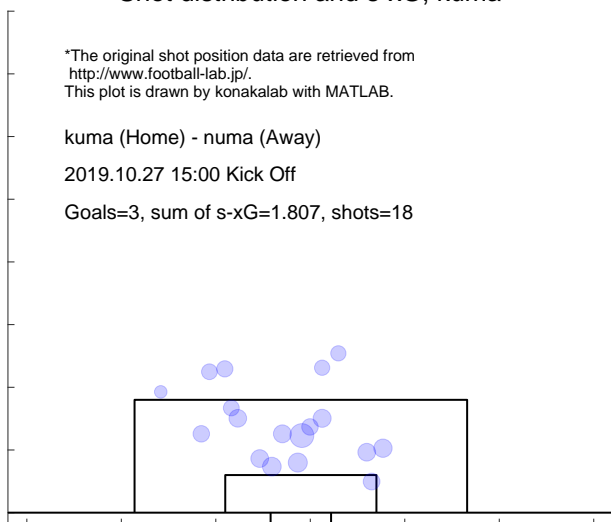 *The original shot position data are retrieved from
http://www.football-lab.jp/.
This plot is drawn by konakalab with MATLAB.
kuma (Home) - numa (Away)
2019.10.27 15:00 Kick Off
Goals=3, sum of s-xG=1.807, shots=18